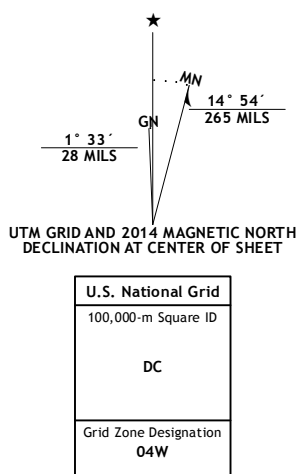 ★
MN
GN
14° 54´
265 MILS
1° 33´
28 MILS
UTM GRID AND 2014 MAGNETIC NORTH
DECLINATION AT CENTER OF SHEET
U.S. National Grid
100,000-m Square ID
DC
Grid Zone Designation
04W